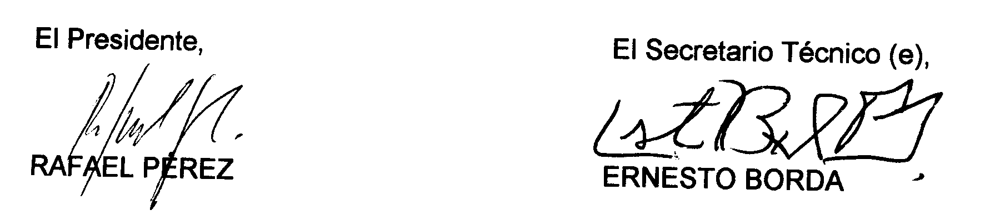 El Presidente,
RAFAEL PÉREZ
El Secretario Técnico (e),
ERNESTO BORDA